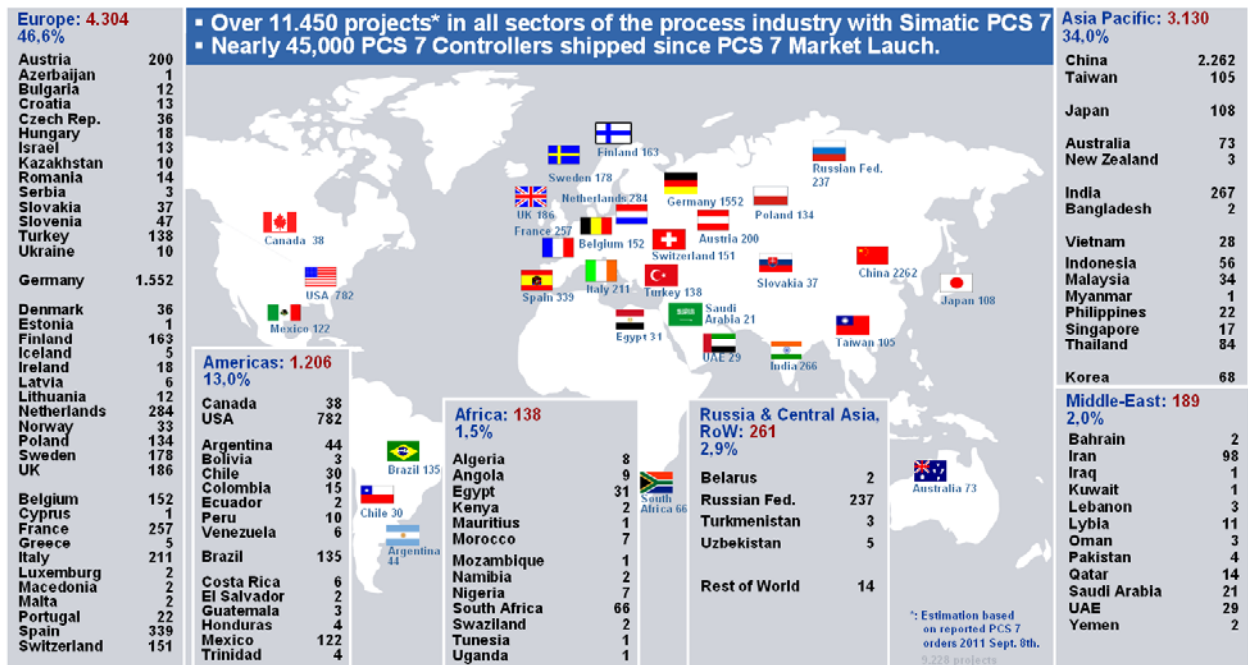 Europe: 4.304
46,6%
Austria 200
Azerbaijan 1
Bulgaria 12
Croatia 13
Czech Rep. 36
Hungary 18
Israel 13
Kazakhstan 10
Romania 14
Serbia 3
Slovakia 37
Slovenia 47
Turkey 138
Ukraine 10
Germany 1.552
Denmark 36
Estonia 1
Finland 163
Iceland 5
Ireland 18
Latvia 6
Lithuania 12
Netherlands 284
Norway 33
Poland 134
Sweden 178
UK 186
Belgium 152
Cyprus 1
France 257
Greece 5
Italy 211
Luxemburg 2
Macedonia 2
Malta 2
Portugal 22
Spain 339
Switzerland 151
▪ Over 11.450 projects* in all sectors of the process industry with Simatic PCS 7
▪ Nearly 45,000 PCS 7 Controllers shipped since PCS 7 Market Lauch.
Finland 163
Sweden 178
Russian Fed.
237
Netherlands 284
Germany 1552
Poland 134
UK 186
France 257
Belgium 152
Austria 200
Switzerland 151
Canada 38
USA 782
Mexico 122
Spain 339
Italy 211
Turkey 138
Slovakia 37
China 2262
Japan 108
Egypt 31
Saudi
Arabia 21
UAE 29
India 266
Taiwan 105
Brazil 135
Chile 30
Argentina
44
South
Africa 66
Australia 73
Americas: 1.206
13,0%
Canada 38
USA 782
Argentina 44
Bolivia 3
Chile 30
Colombia 15
Ecuador 2
Peru 10
Venezuela 6
Brazil 135
Costa Rica 6
El Salvador 2
Guatemala 3
Honduras 4
Mexico 122
Trinidad 4
Africa: 138
1,5%
Algeria 8
Angola 9
Egypt 31
Kenya 2
Mauritius 1
Morocco 7
Mozambique 1
Namibia 2
Nigeria 7
South Africa 66
Swaziland 2
Tunesia 1
Uganda 1
Russia & Central Asia,
RoW: 261
2,9%
Belarus 2
Russian Fed. 237
Turkmenistan 3
Uzbekistan 5
Rest of World 14
*: Estimation based
on reported PCS 7
orders 2011 Sept. 8th.
9.228 projects
Asia Pacific: 3.130
34,0%
China 2.262
Taiwan 105
Japan 108
Australia 73
New Zealand 3
India 267
Bangladesh 2
Vietnam 28
Indonesia 56
Malaysia 34
Myanmar 1
Philippines 22
Singapore 17
Thailand 84
Korea 68
Middle-East: 189
2,0%
Bahrain 2
Iran 98
Iraq 1
Kuwait 1
Lebanon 3
Lybia 11
Oman 3
Pakistan 4
Qatar 14
Saudi Arabia 21
UAE 29
Yemen 2